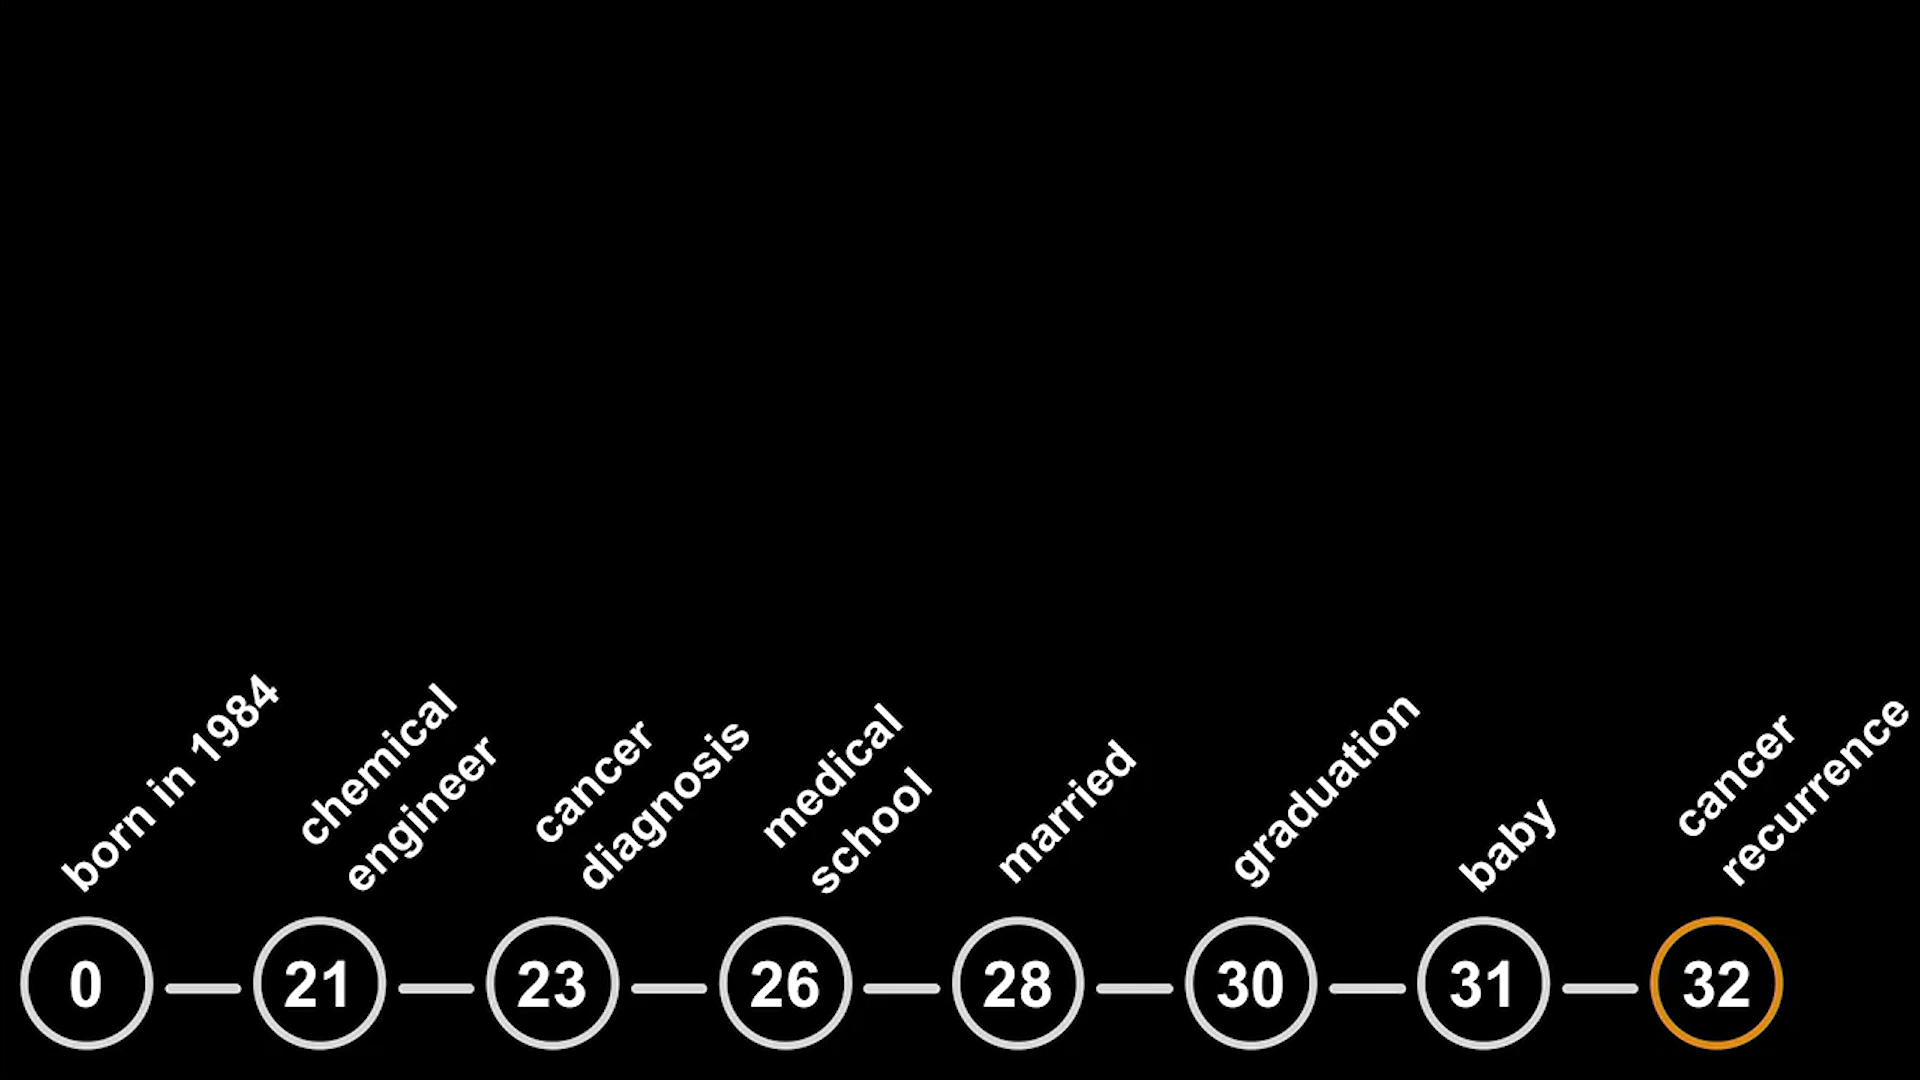 born in 1984
chemical
engineer
cancer
diagnosis
medical
school
married
graduation
baby
cancer
recurrence
0
21
23
26
28
30
31
32